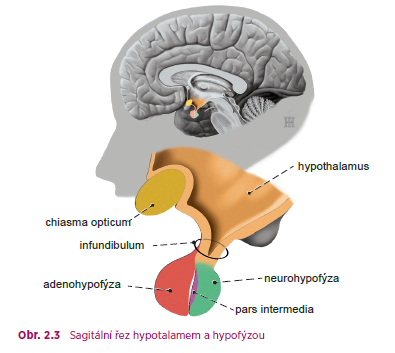 hypothalamus
chiasma opticum
infundibulum
adenohypofýza
neurohypofýza
pars intermedia
Obr. 2.3 Sagitální řez hypotalamem a hypofýzou